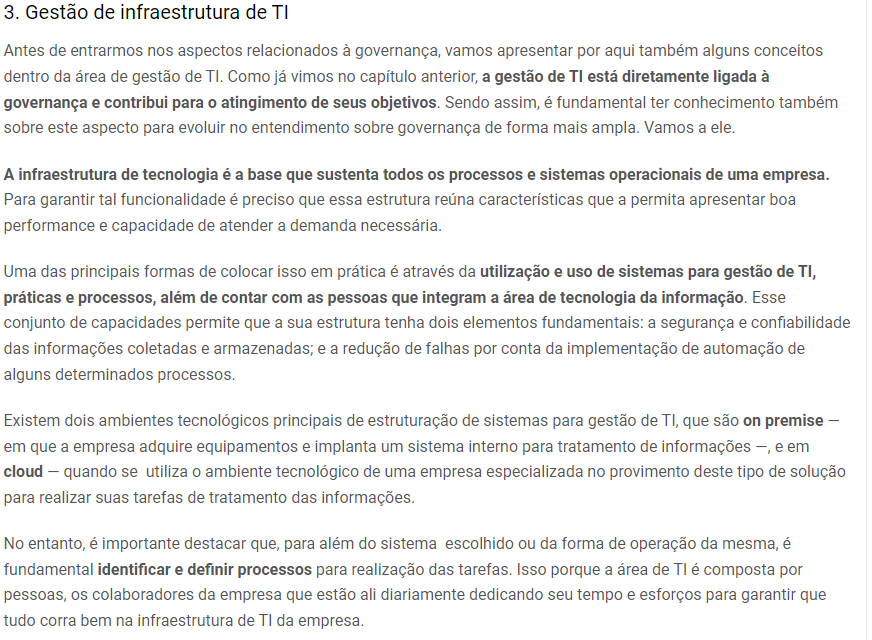 3. Gestão de infraestrutura de TI
Antes de entrarmos nos aspectos relacionados à governança, vamos apresentar por aqui também alguns conceitos
dentro da área de gestão de TI. Como já vimos no capítulo anterior, a gestão de TI está diretamente ligada à
governança e contribui para o atingimento de seus objetivos. Sendo assim, é fundamental ter conhecimento também
sobre este aspecto para evoluir no entendimento sobre governança de forma mais ampla. Vamos a ele.
A infraestrutura de tecnologia é a base que sustenta todos os processos e sistemas operacionais de uma empresa.
Para garantir tal funcionalidade é preciso que essa estrutura reúna características que a permita apresentar boa
performance e capacidade de atender a demanda necessária.
Uma das principais formas de colocar isso em prática é através da utilização e uso de sistemas para gestão de TI,
práticas e processos, além de contar com as pessoas que integram a área de tecnologia da informação. Esse
conjunto de capacidades permite que a sua estrutura tenha dois elementos fundamentais: a segurança e confiabilidade
das informações coletadas e armazenadas; e a redução de falhas por conta da implementação de automação de
alguns determinados processos.
Existem dois ambientes tecnológicos principais de estruturação de sistemas para gestão de TI, que são on premise —
em que a empresa adquire equipamentos e implanta um sistema interno para tratamento de informações —, e em
cloud — quando se  utiliza o ambiente tecnológico de uma empresa especializada no provimento deste tipo de solução
para realizar suas tarefas de tratamento das informações.
No entanto, é importante destacar que, para além do sistema  escolhido ou da forma de operação da mesma, é
fundamental identificar e definir processos para realização das tarefas. Isso porque a área de TI é composta por
pessoas, os colaboradores da empresa que estão ali diariamente dedicando seu tempo e esforços para garantir que
tudo corra bem na infraestrutura de TI da empresa.